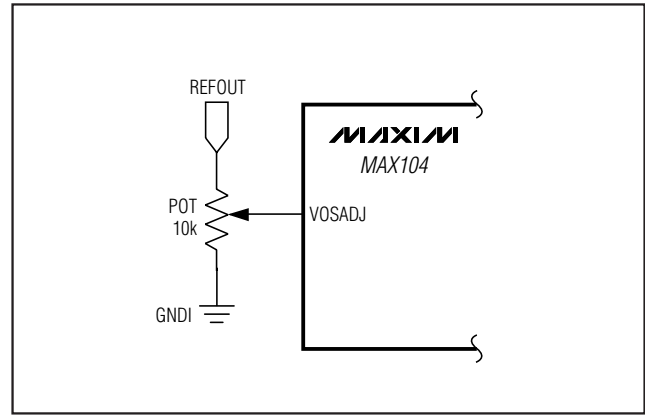 REFOUT
MAXIM
MAX104
POT
10k
VOSADJ
GNDI